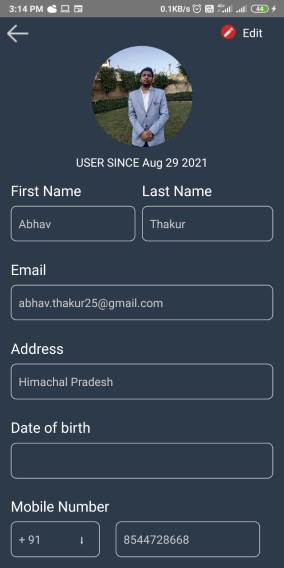 3:14 PM 0.1KB/s 44
Edit
USER SINCE Aug 29 2021
First Name Last Name
Abhav Thakur
Email
abhav.thakur25@gmail.com
Address
Himachal Pradesh
Date of birth
Mobile Number
+ 91 8544728668